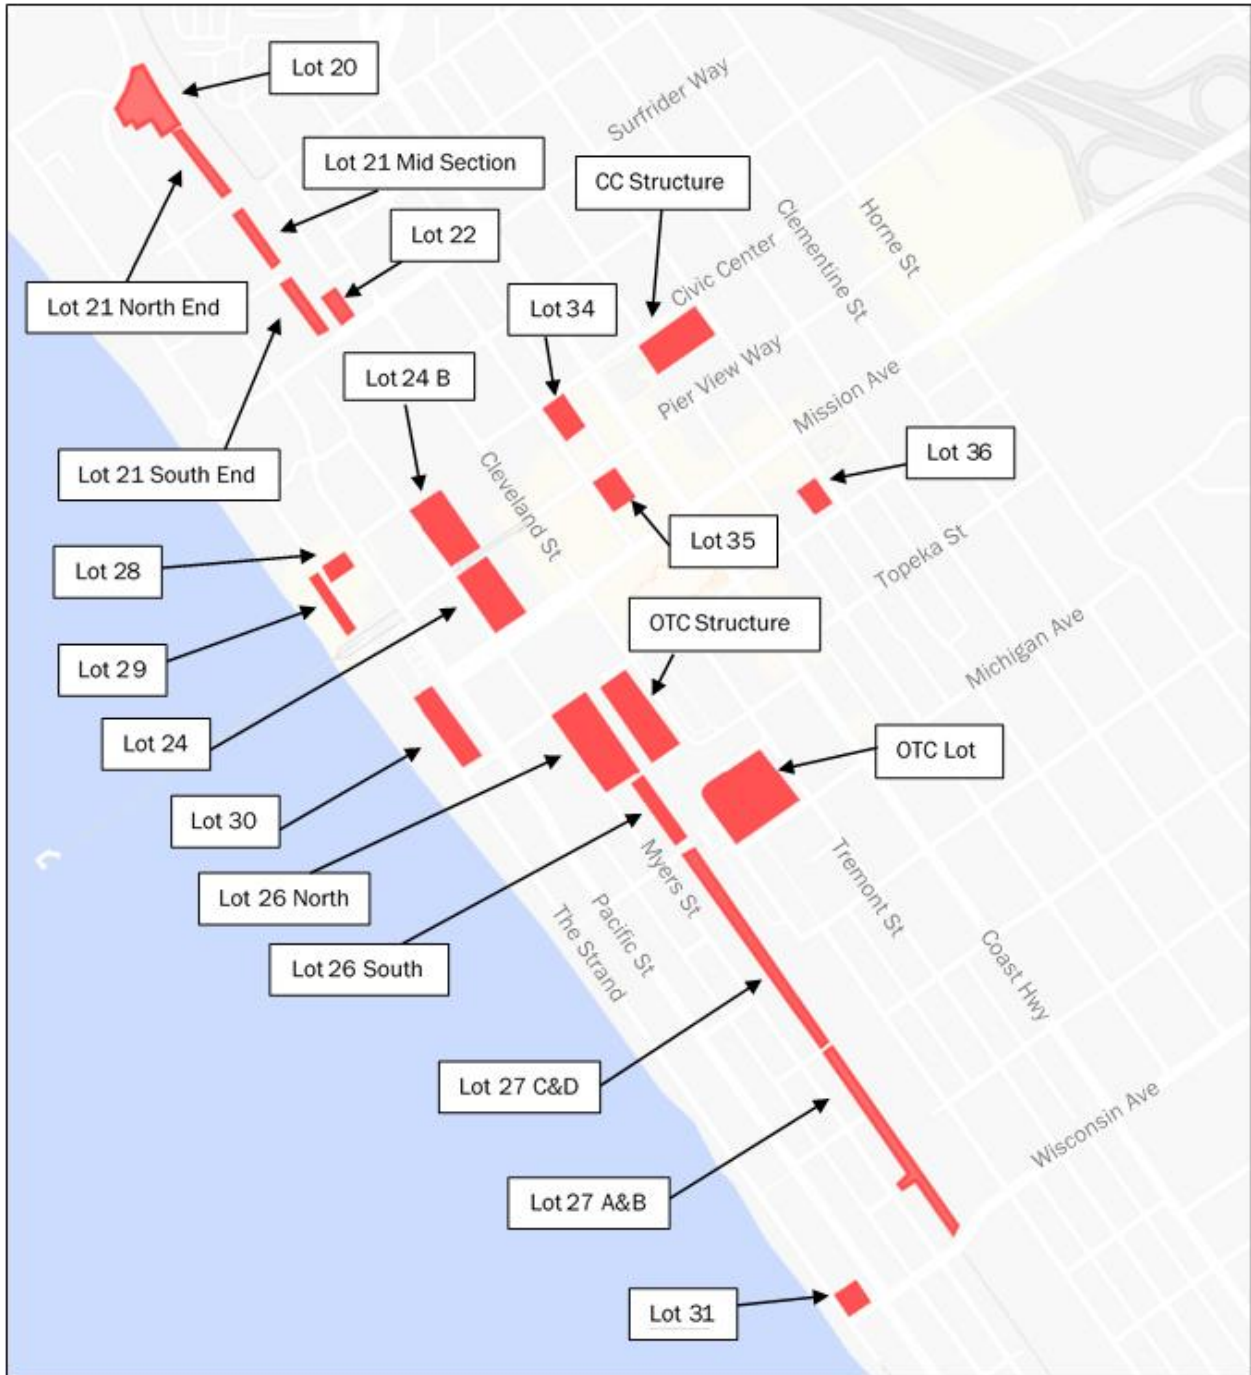 Lot 20
Surfrider Way
Lot 21 Mid Section
CC Structure
Lot 22
Clementine St
Horne St
Civic Center
Lot 21 North End
Lot 34
Pier View Way
Mission Ave
Lot 24 B
Lot 21 South End
Cleveland St
Lot 36
Lot 35
Lot 28
Topeka St
OTC Structure
Lot 29
Michigan Ave
Lot 24
OTC Lot
Lot 30
Lot 26 North
Myers St
Tremont St
Pacific St
The Strand
Lot 26 South
Coast Hwy
Lot 27 C&D
Wisconsin Ave
Lot 27 A&B
Lot 31